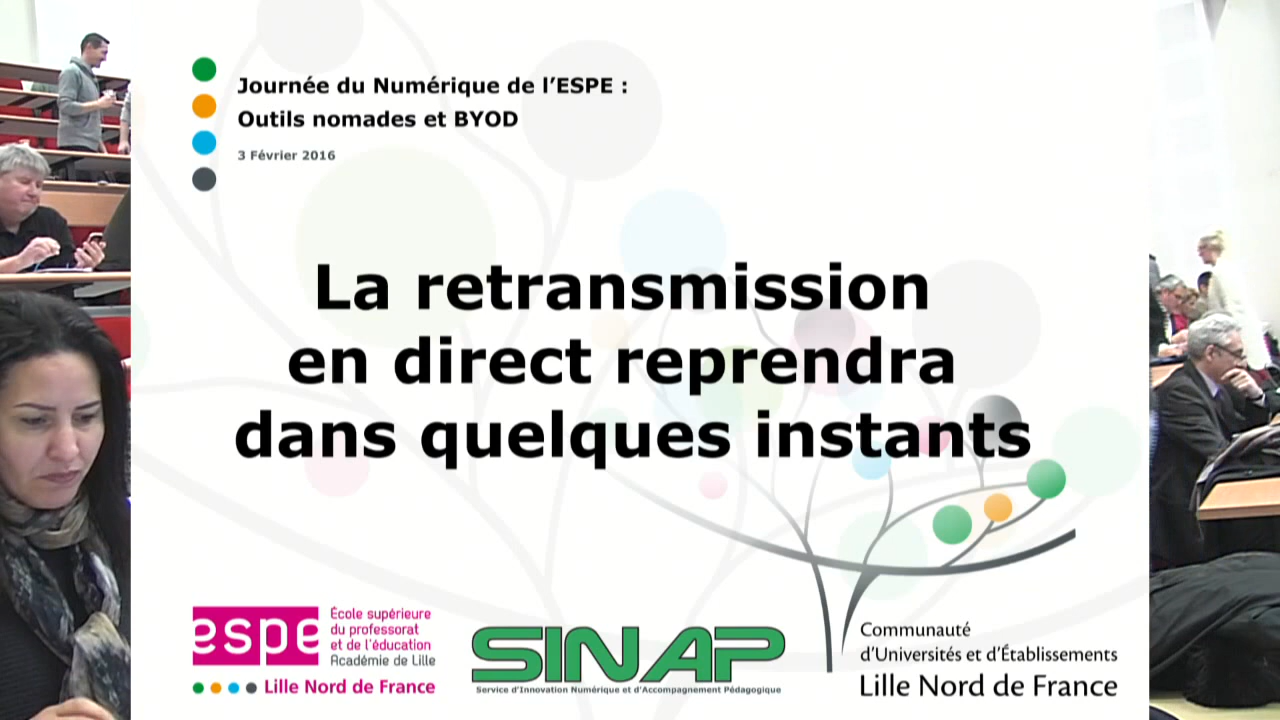 Journée du Numérique de l'ESPE :
Outils nomades et BYOD
3 Février 2016
La retransmission
en direct reprendra
dans quelques instants
espe
École supérieure
du professorat
et de l'éducation
Académie de Lille
Lille Nord de France
SINAP
Service d'Innovation Numérique et d'Accompagnement Pédagogique
Communauté
d'Universités et d'Établissements
Lille Nord de France